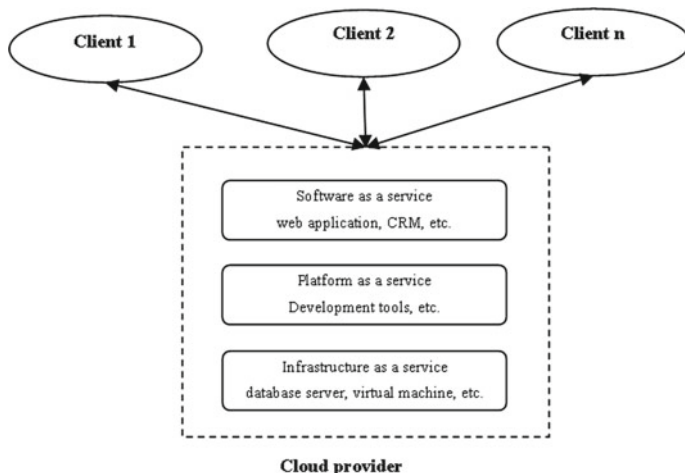 Client 1
Client 2
Client n
Software as a service
web application, CRM, etc.
Platform as a service
Development tools, etc.
Infrastructure as a service
database server, virtual machine, etc.
Cloud provider